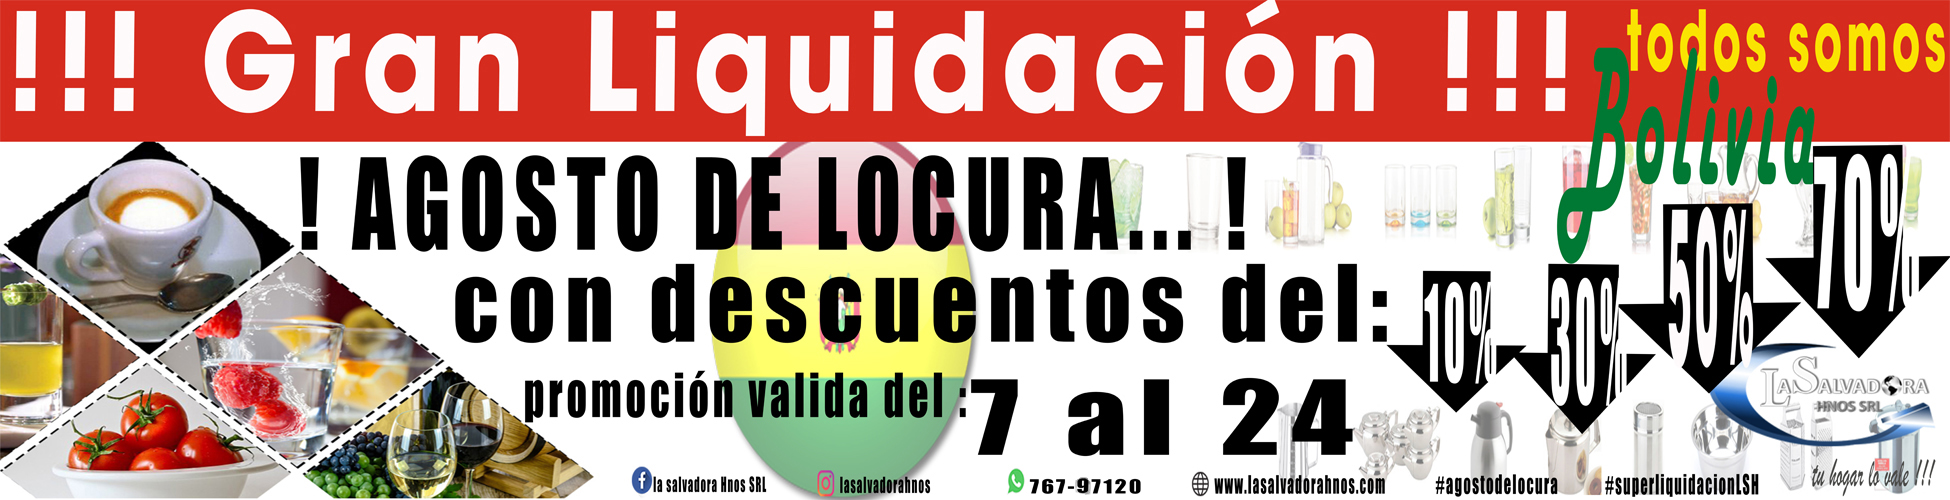 !!! Gran Liquidación !!!
todos somos
Bolivia
! AGOSTO DE LOCURA... !
con descuentos del:
10% 30% 50% 70%
promoción valida del :7 al 24
LASALVADORA
HNOS SRL
tu hogar lo vale !!!
la salvadora Hnos SRL
lasalvadorahnos
767-97120
www.lasalvadorahnos.com
#agostodelocura
#superliquidacionLSH